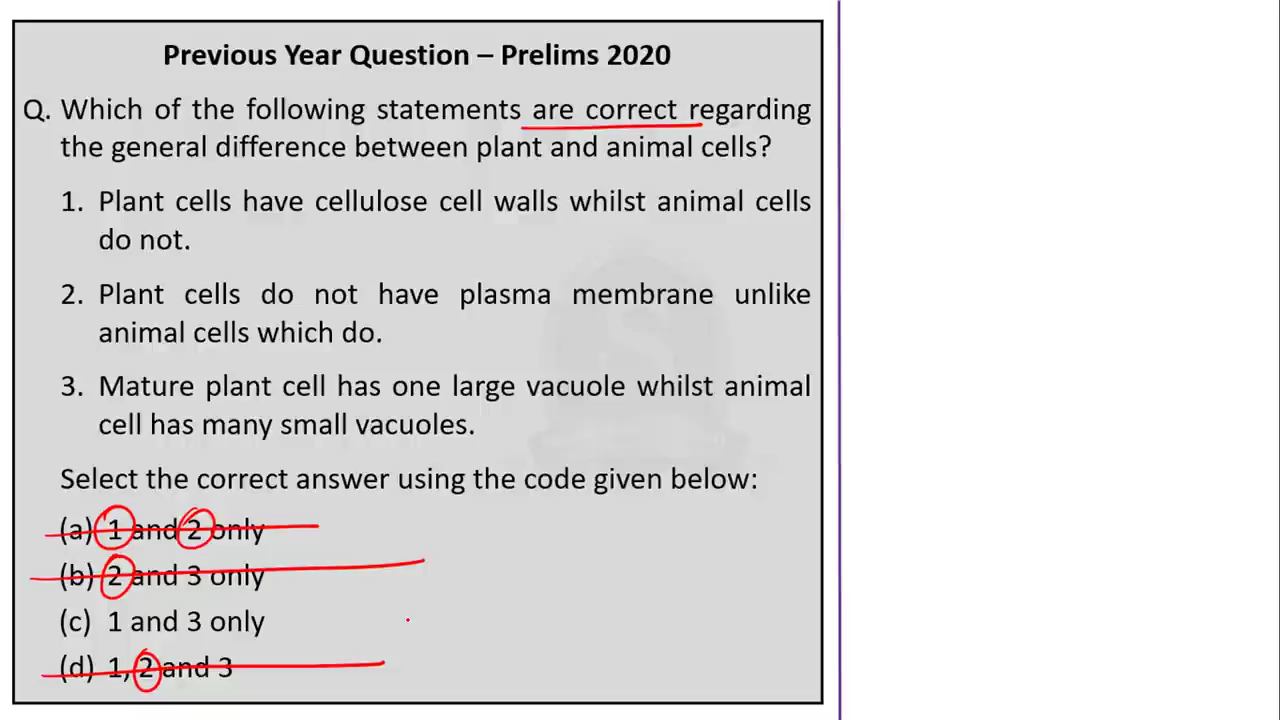 Previous Year Question – Prelims 2020
Q. Which of the following statements are correct regarding
the general difference between plant and animal cells?
1. Plant cells have cellulose cell walls whilst animal cells
do not.
2. Plant cells do not have plasma membrane unlike
animal cells which do.
3. Mature plant cell has one large vacuole whilst animal
cell has many small vacuoles.
Select the correct answer using the code given below:
(a) 1 and 2 only
(b) 2 and 3 only
(c) 1 and 3 only
(d) 1, 2 and 3